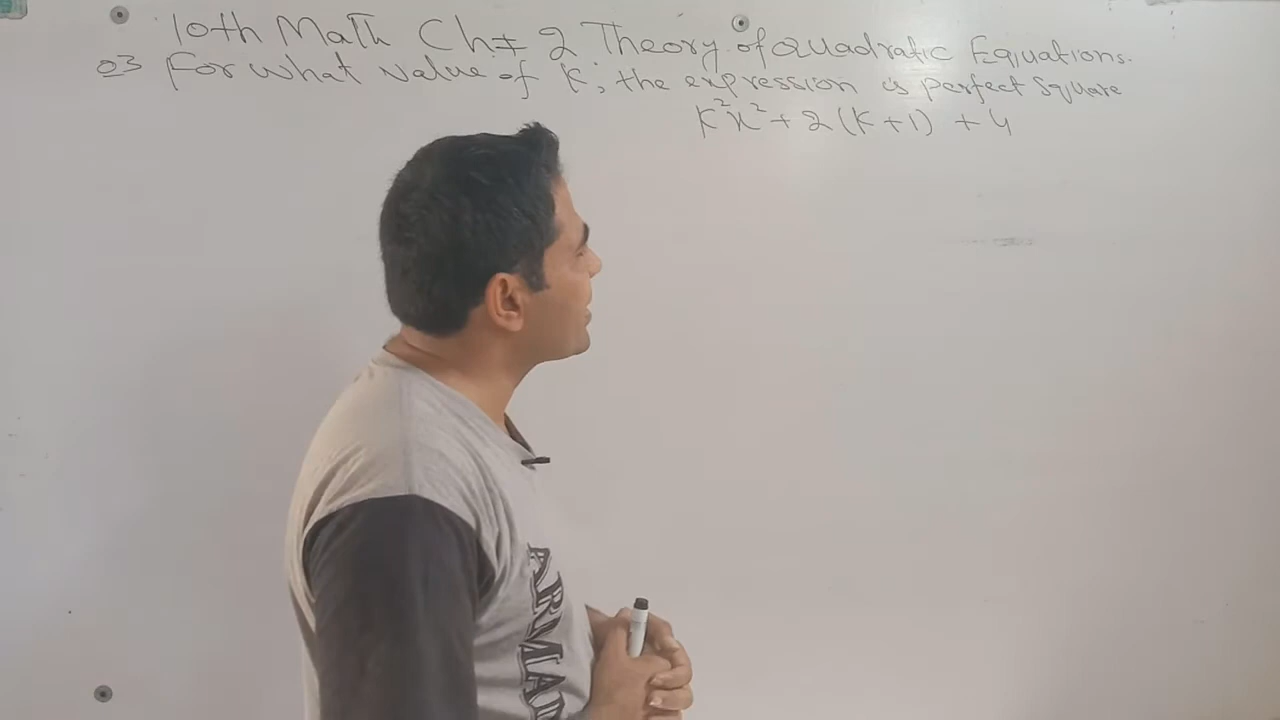 10th Math Ch# 2 Theory of Quadratic Equations.
Q3 For what value of K, the expression is perfect square
K²x² + 2(K+1) + 4
ARMA